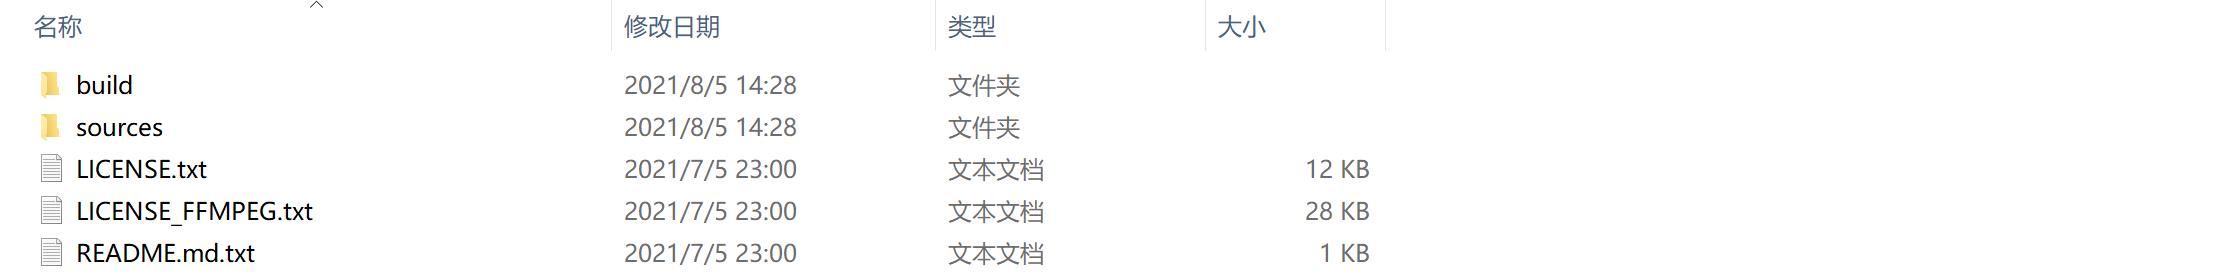 名称 修改日期 类型 大小
build 2021/8/5 14:28 文件夹
sources 2021/8/5 14:28 文件夹
LICENSE.txt 2021/7/5 23:00 文本文档 12 KB
LICENSE_FFMPEG.txt 2021/7/5 23:00 文本文档 28 KB
README.md.txt 2021/7/5 23:00 文本文档 1 KB